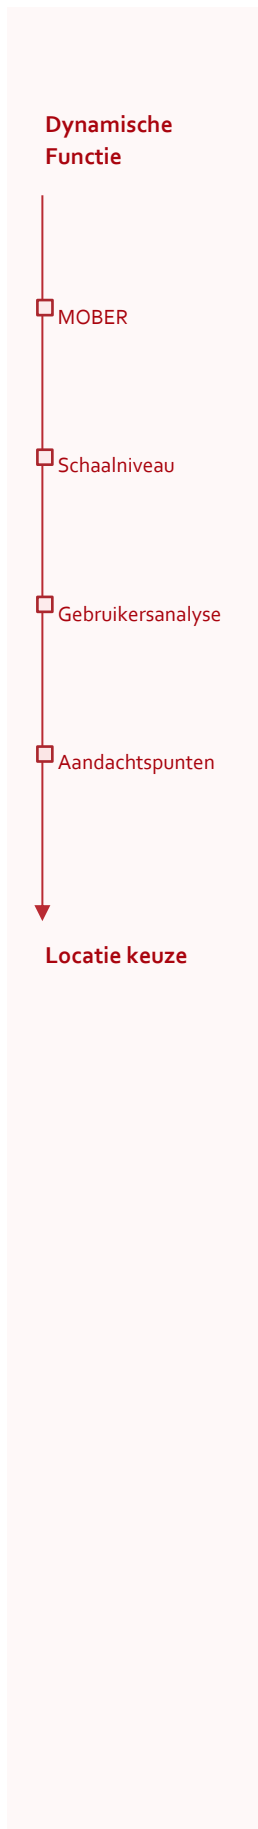 Dynamische
Functie
MOBER
Schaalniveau
Gebruikersanalyse
Aandachtspunten
Locatie keuze